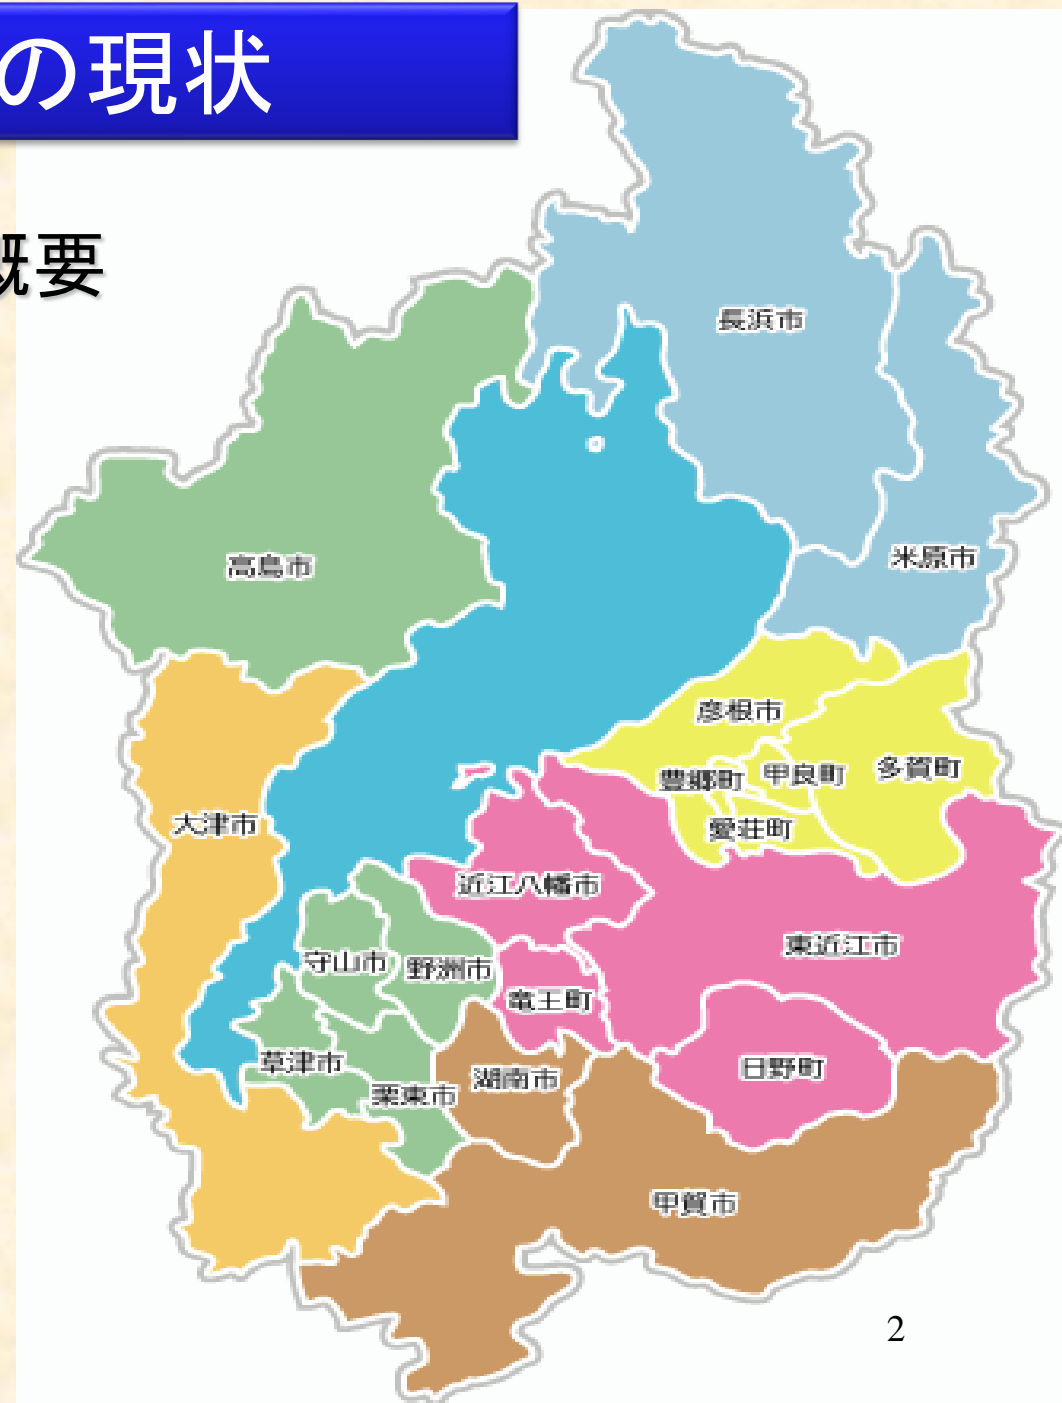 の現状
概要
長浜市
米原市
高島市
彦根市
多賀町
甲良町
豊郷町
愛荘町
大津市
近江八幡市
東近江市
守山市
野洲市
竜王町
草津市
日野町
湖南市
栗東市
甲賀市
2